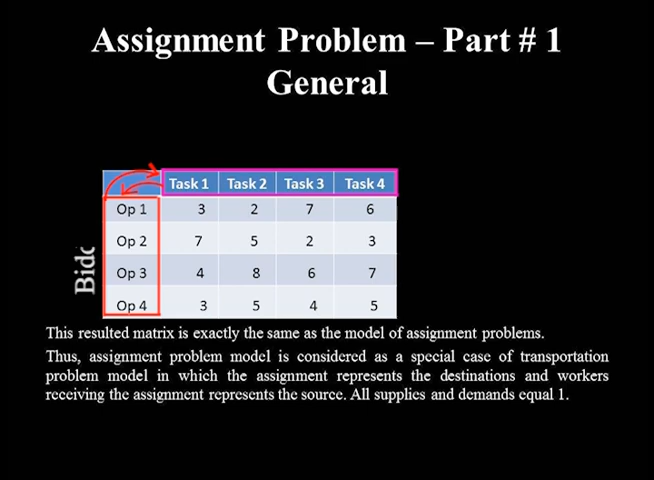 Assignment Problem – Part # 1
General
Task 1 Task 2 Task 3 Task 4
Op 1 3 2 7 6
Op 2 7 5 2 3
Op 3 4 8 6 7
Op 4 3 5 4 5
This resulted matrix is exactly the same as the model of assignment problems.
Thus, assignment problem model is considered as a special case of transportation
problem model in which the assignment represents the destinations and workers
receiving the assignment represents the source. All supplies and demands equal 1.